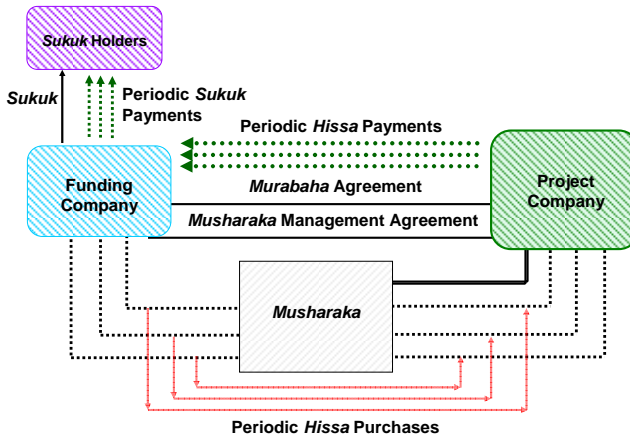 Sukuk Holders
Sukuk
Periodic Sukuk
Payments
Periodic Hissa Payments
Funding
Company
Murabaha Agreement
Project
Company
Musharaka Management Agreement
Musharaka
Periodic Hissa Purchases